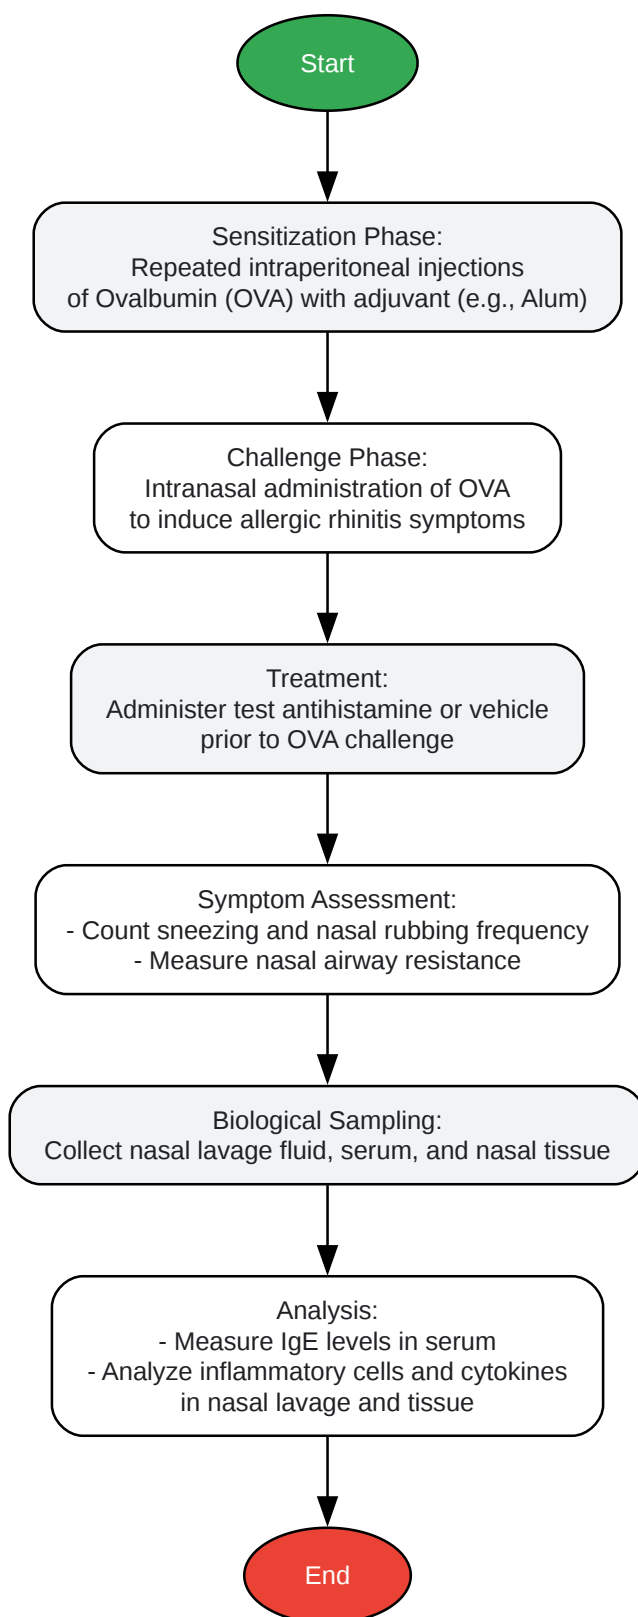 Start
Sensitization Phase:
Repeated intraperitoneal injections
of Ovalbumin (OVA) with adjuvant (e.g., Alum)
Challenge Phase:
Intranasal administration of OVA
to induce allergic rhinitis symptoms
Treatment:
Administer test antihistamine or vehicle
prior to OVA challenge
Symptom Assessment:
- Count sneezing and nasal rubbing frequency
- Measure nasal airway resistance
Biological Sampling:
Collect nasal lavage fluid, serum, and nasal tissue
Analysis:
- Measure IgE levels in serum
- Analyze inflammatory cells and cytokines
in nasal lavage and tissue
End